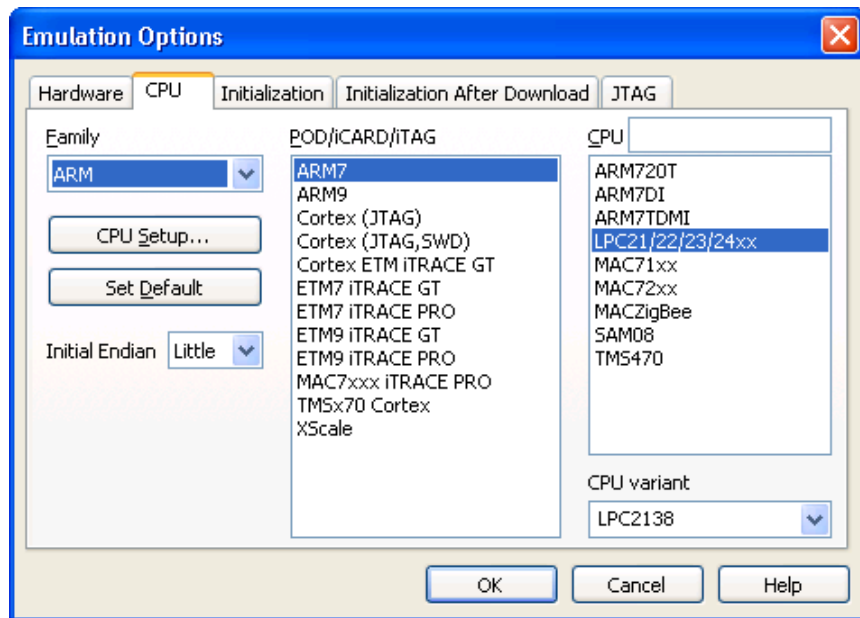 Emulation Options
Hardware
CPU
Initialization
Initialization After Download
JTAG
Family
ARM
CPU Setup...
Set Default
Initial Endian
Little
POD/iCARD/iTAG
ARM7
ARM9
Cortex (JTAG)
Cortex (JTAG,SWD)
Cortex ETM iTRACE GT
ETM7 iTRACE GT
ETM7 iTRACE PRO
ETM9 iTRACE GT
ETM9 iTRACE PRO
MAC7xxx iTRACE PRO
TMSx70 Cortex
XScale
CPU
ARM720T
ARM7DI
ARM7TDMI
LPC21/22/23/24xx
MAC71xx
MAC72xx
MACZigBee
SAM08
TMS470
CPU variant
LPC2138
OK
Cancel
Help